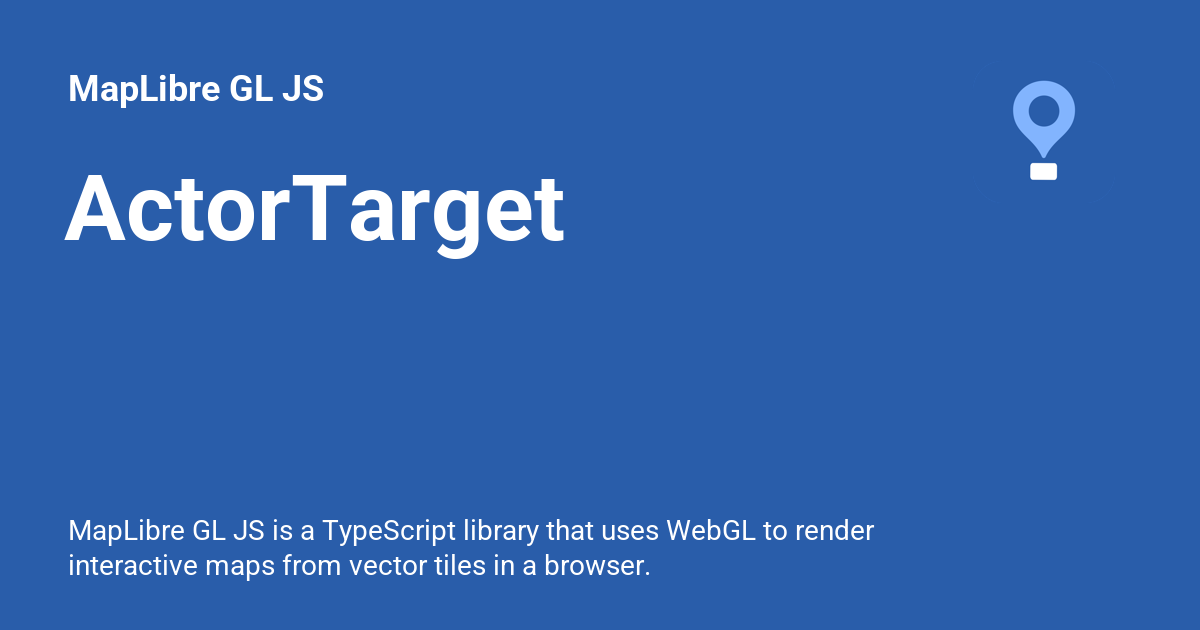 MapLibre GL JS
ActorTarget
MapLibre GL JS is a TypeScript library that uses WebGL to render
interactive maps from vector tiles in a browser.